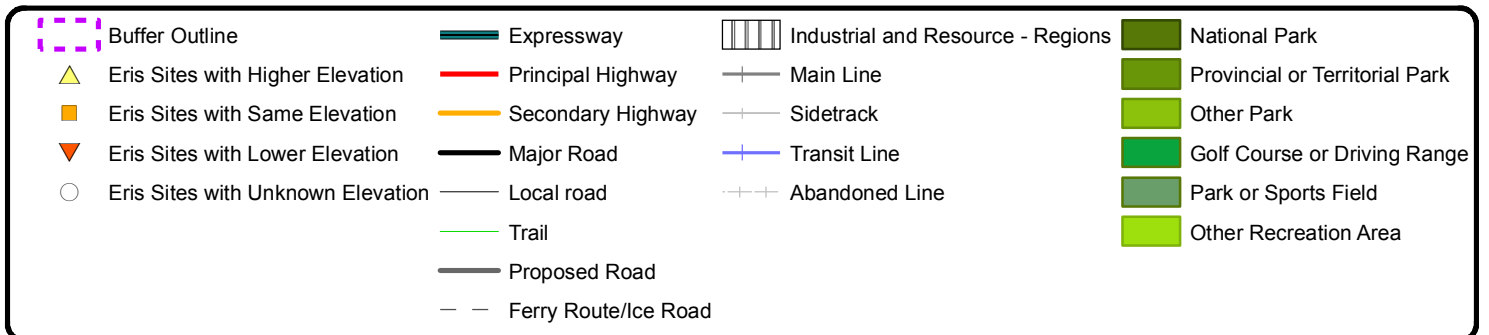 Buffer Outline
Eris Sites with Higher Elevation
Eris Sites with Same Elevation
Eris Sites with Lower Elevation
Eris Sites with Unknown Elevation
Expressway
Principal Highway
Secondary Highway
Major Road
Local road
Trail
Proposed Road
Ferry Route/Ice Road
Industrial and Resource - Regions
Main Line
Sidetrack
Transit Line
Abandoned Line
National Park
Provincial or Territorial Park
Other Park
Golf Course or Driving Range
Park or Sports Field
Other Recreation Area